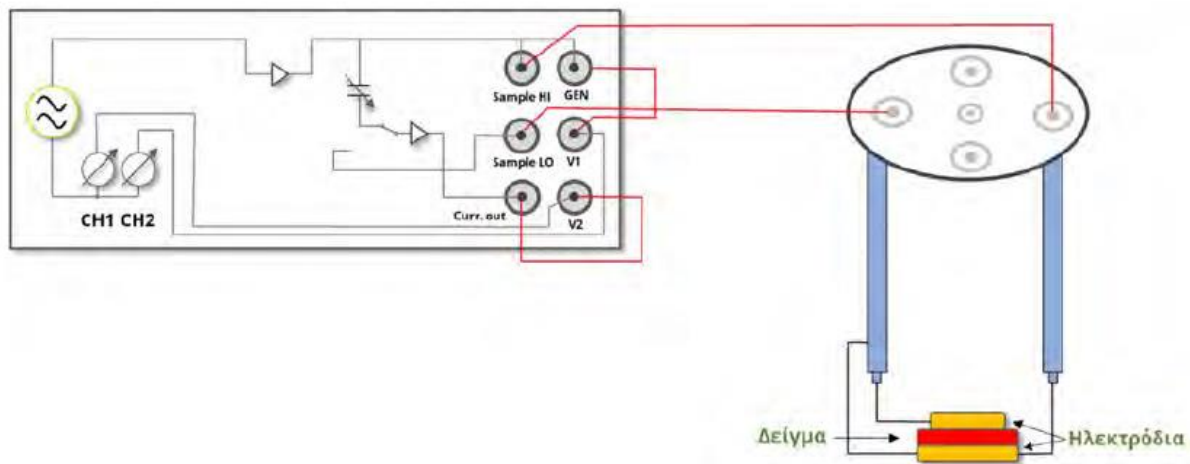 Sample HI GEN
Sample LO V1
Curr. out V2
CH1 CH2
Δείγμα
Ηλεκτρόδια